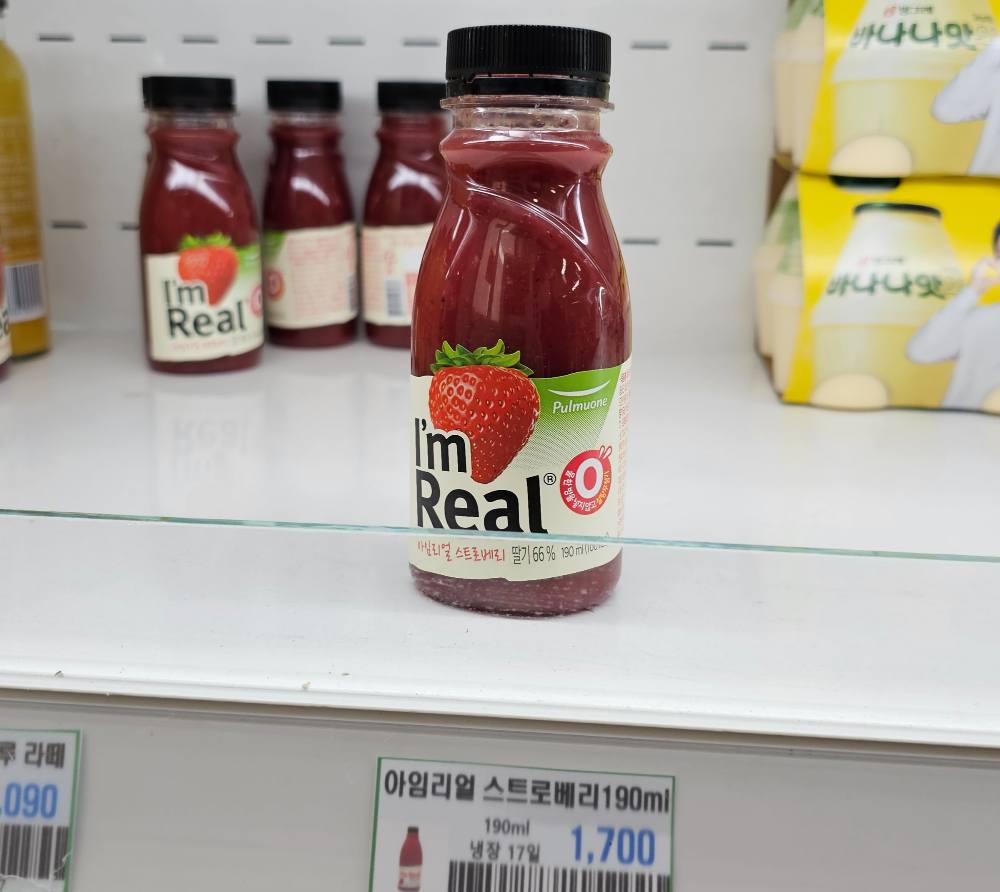 바나나맛
바나나맛
I'm
Real
Pulmuone
I'm
Real®
아임리얼 스트로베리 딸기 66 % 190 ml
라떼
,090
아임리얼 스트로베리190ml
190ml
냉장 17일
1,700